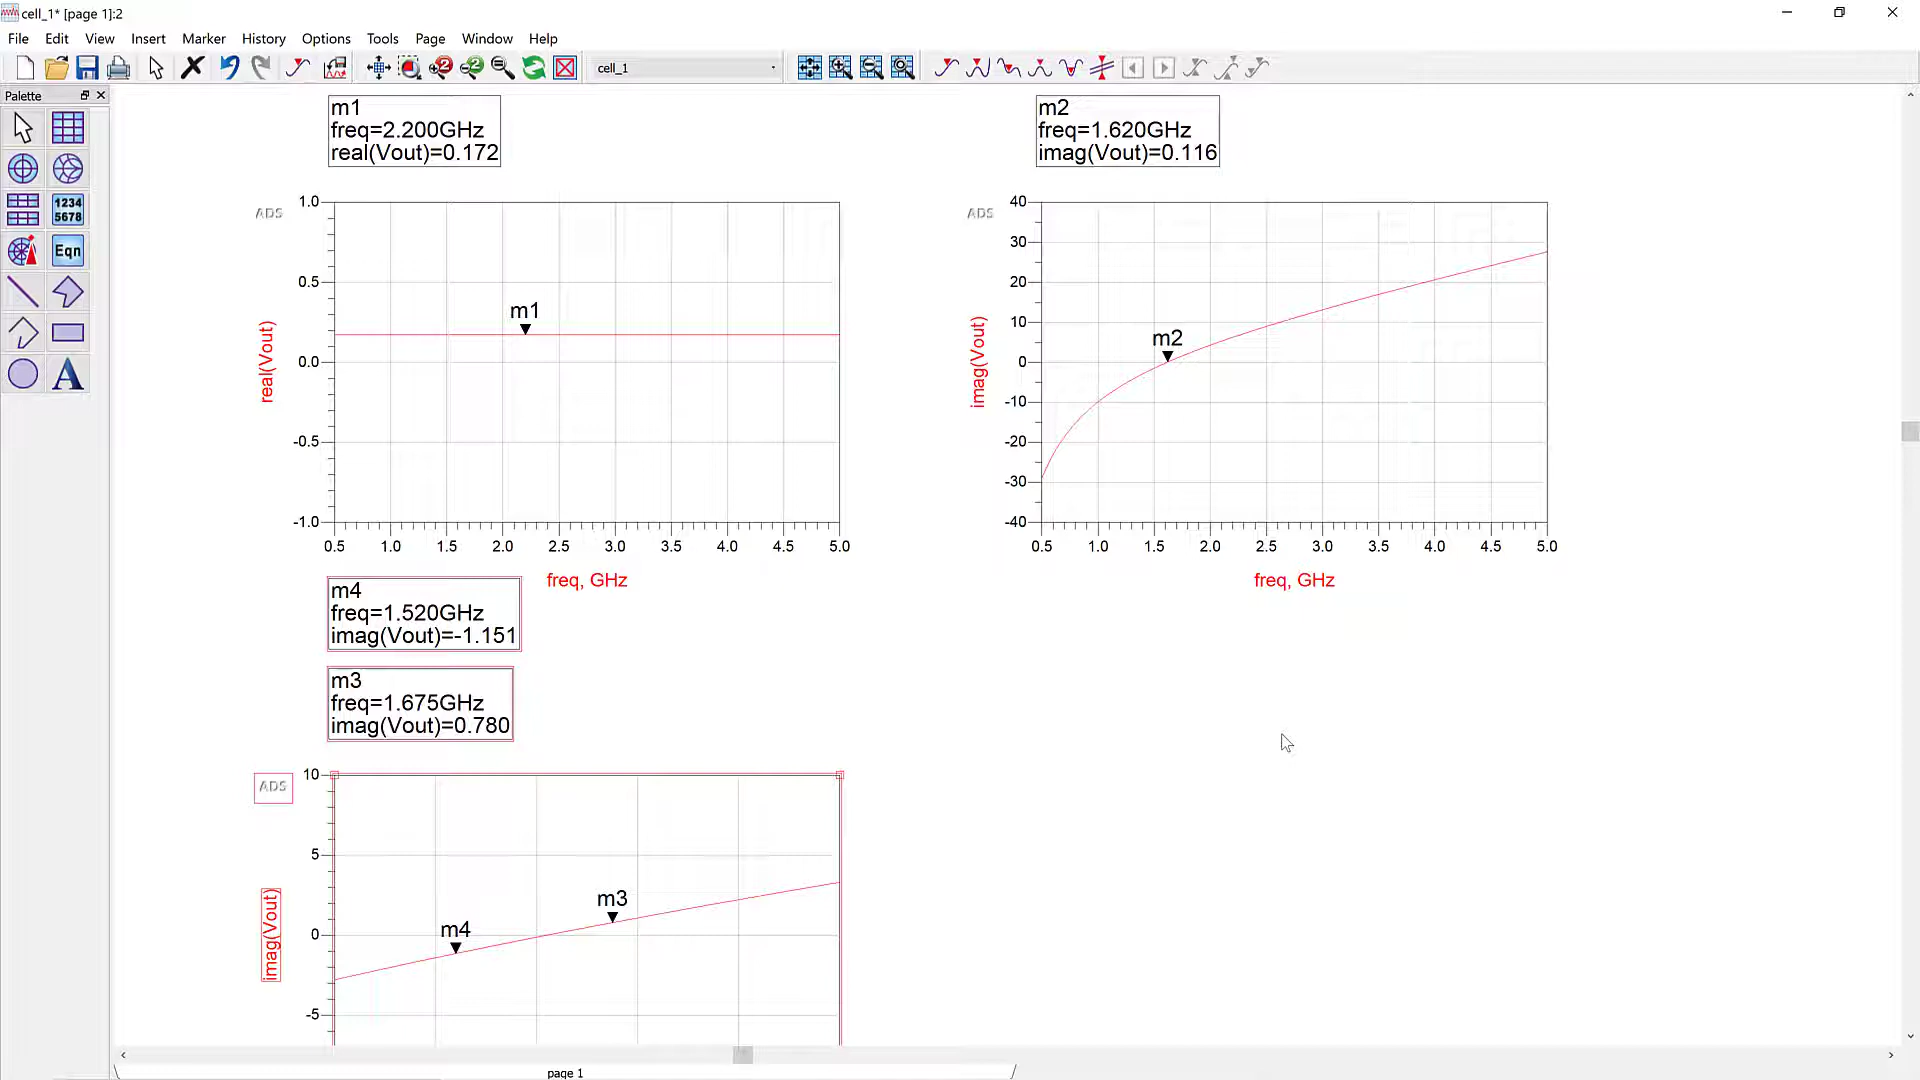 cell_1* [page 1]:2
File Edit View Insert Marker History Options Tools Page Window Help
cell_1
Palette
1234
5678
Eqn
m1
freq=2.200GHz
real(Vout)=0.172
ADS
1.0
0.5
0.0
-0.5
-1.0
real(Vout)
m1
0.5 1.0 1.5 2.0 2.5 3.0 3.5 4.0 4.5 5.0
freq, GHz
m2
freq=1.620GHz
imag(Vout)=0.116
ADS
40
30
20
10
0
-10
-20
-30
-40
imag(Vout)
m2
0.5 1.0 1.5 2.0 2.5 3.0 3.5 4.0 4.5 5.0
freq, GHz
m4
freq=1.520GHz
imag(Vout)=-1.151
m3
freq=1.675GHz
imag(Vout)=0.780
ADS
10
5
0
-5
imag(Vout)
m4
m3
page 1